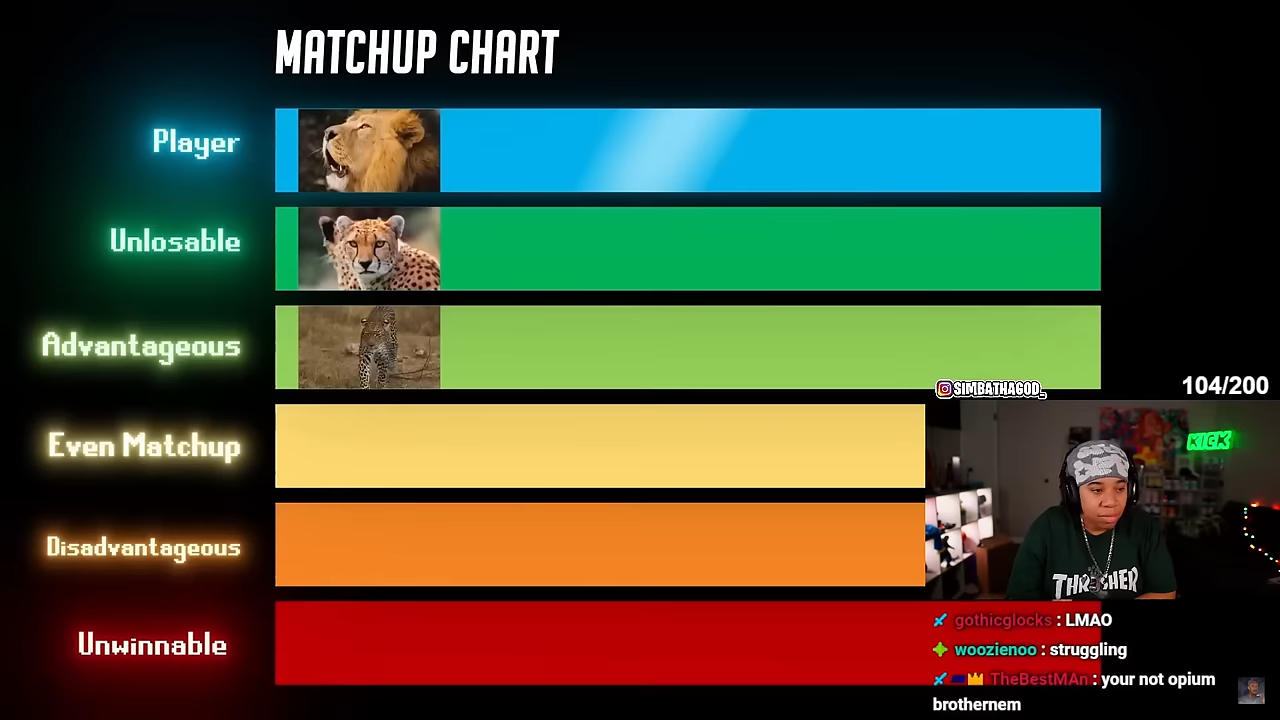 MATCHUP CHART
Player
Unlosable
Advantageous
SIMBATHAGOD_
104/200
Even Matchup
KICK
Disadvantageous
THRASHER
gothicglocks : LMAO
Unwinnable
woozienoo : struggling
TheBestMAn : your not opium
brothernem